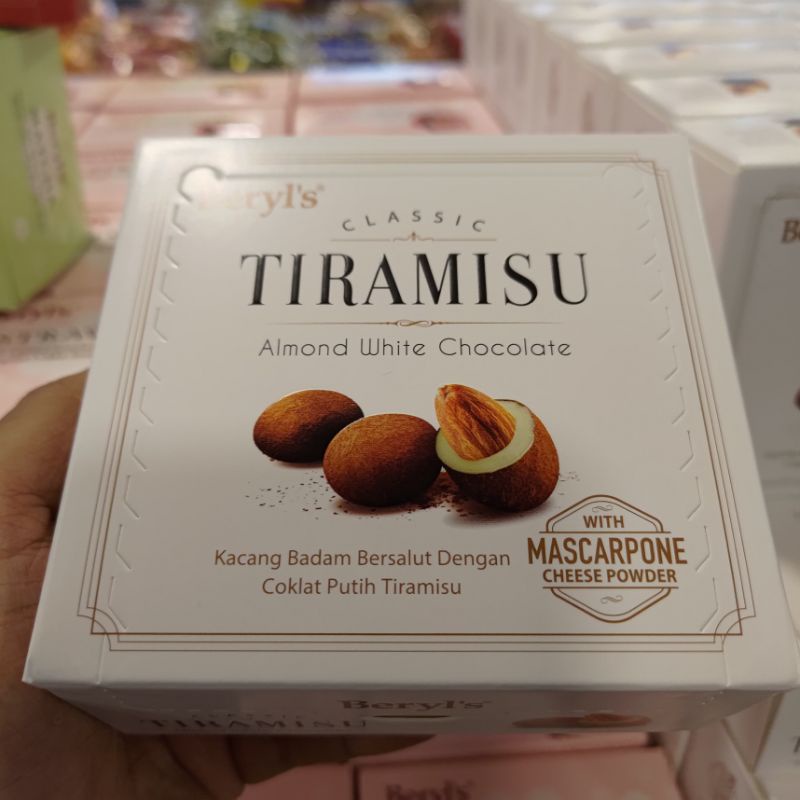 Beryl's®
CLASSIC
TIRAMISU
Almond White Chocolate
Kacang Badam Bersalut Dengan
Coklat Putih Tiramisu
WITH
MASCARPONE
CHEESE POWDER
Beryl's
TIRAMISU
Beryl's